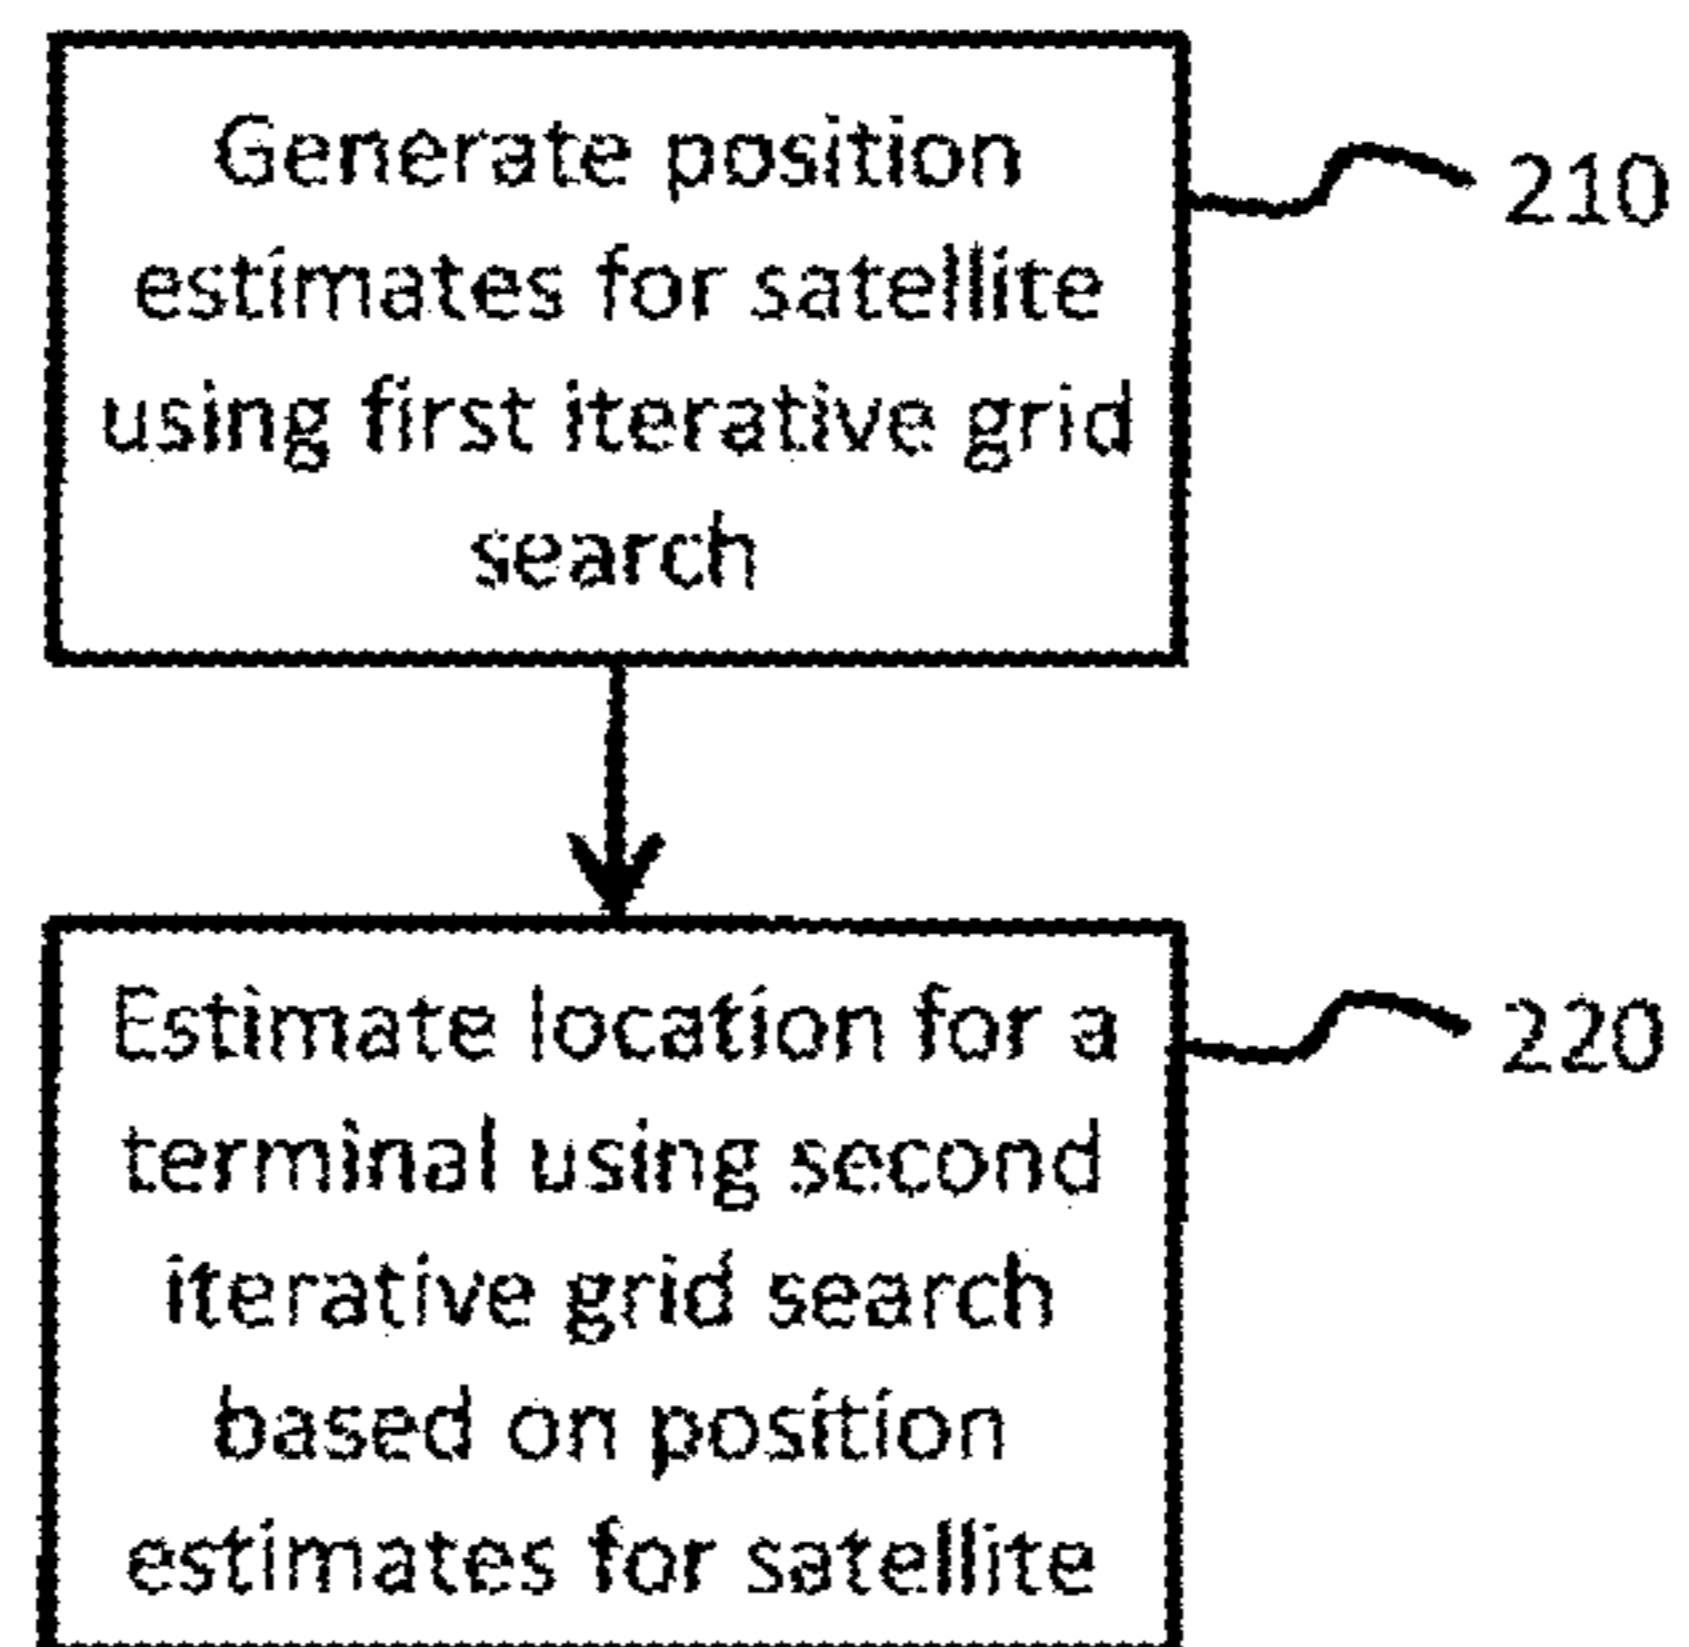 Generate position
estimates for satellite
using first iterative grid
search
210
Estimate location for a
terminal using second
iterative grid search
based on position
estimates for satellite
220